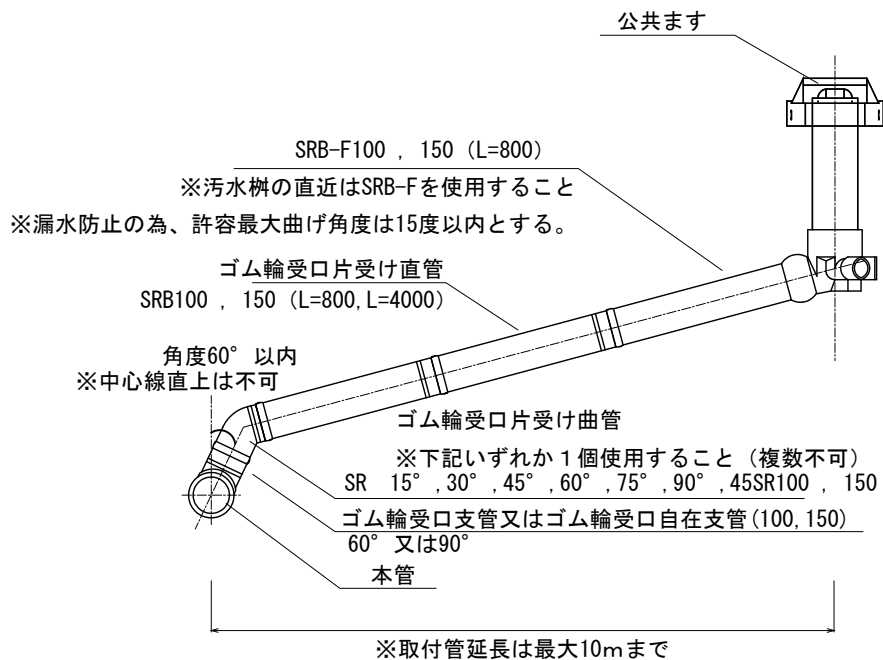 公共ます
SRB-F100 , 150 (L=800)
※汚水桝の直近はSRB-Fを使用すること
※漏水防止の為、許容最大曲げ角度は15度以内とする。
ゴム輪受口片受け直管
SRB100 , 150 (L=800,L=4000)
角度60° 以内
※中心線直上は不可
ゴム輪受口片受け曲管
※下記いずれか１個使用すること（複数不可）
SR 15° ,30° ,45° ,60° ,75° ,90° ,45SR100 , 150
ゴム輪受口支管又はゴム輪受口自在支管(100,150)
60° 又は90°
本管
※取付管延長は最大10mまで